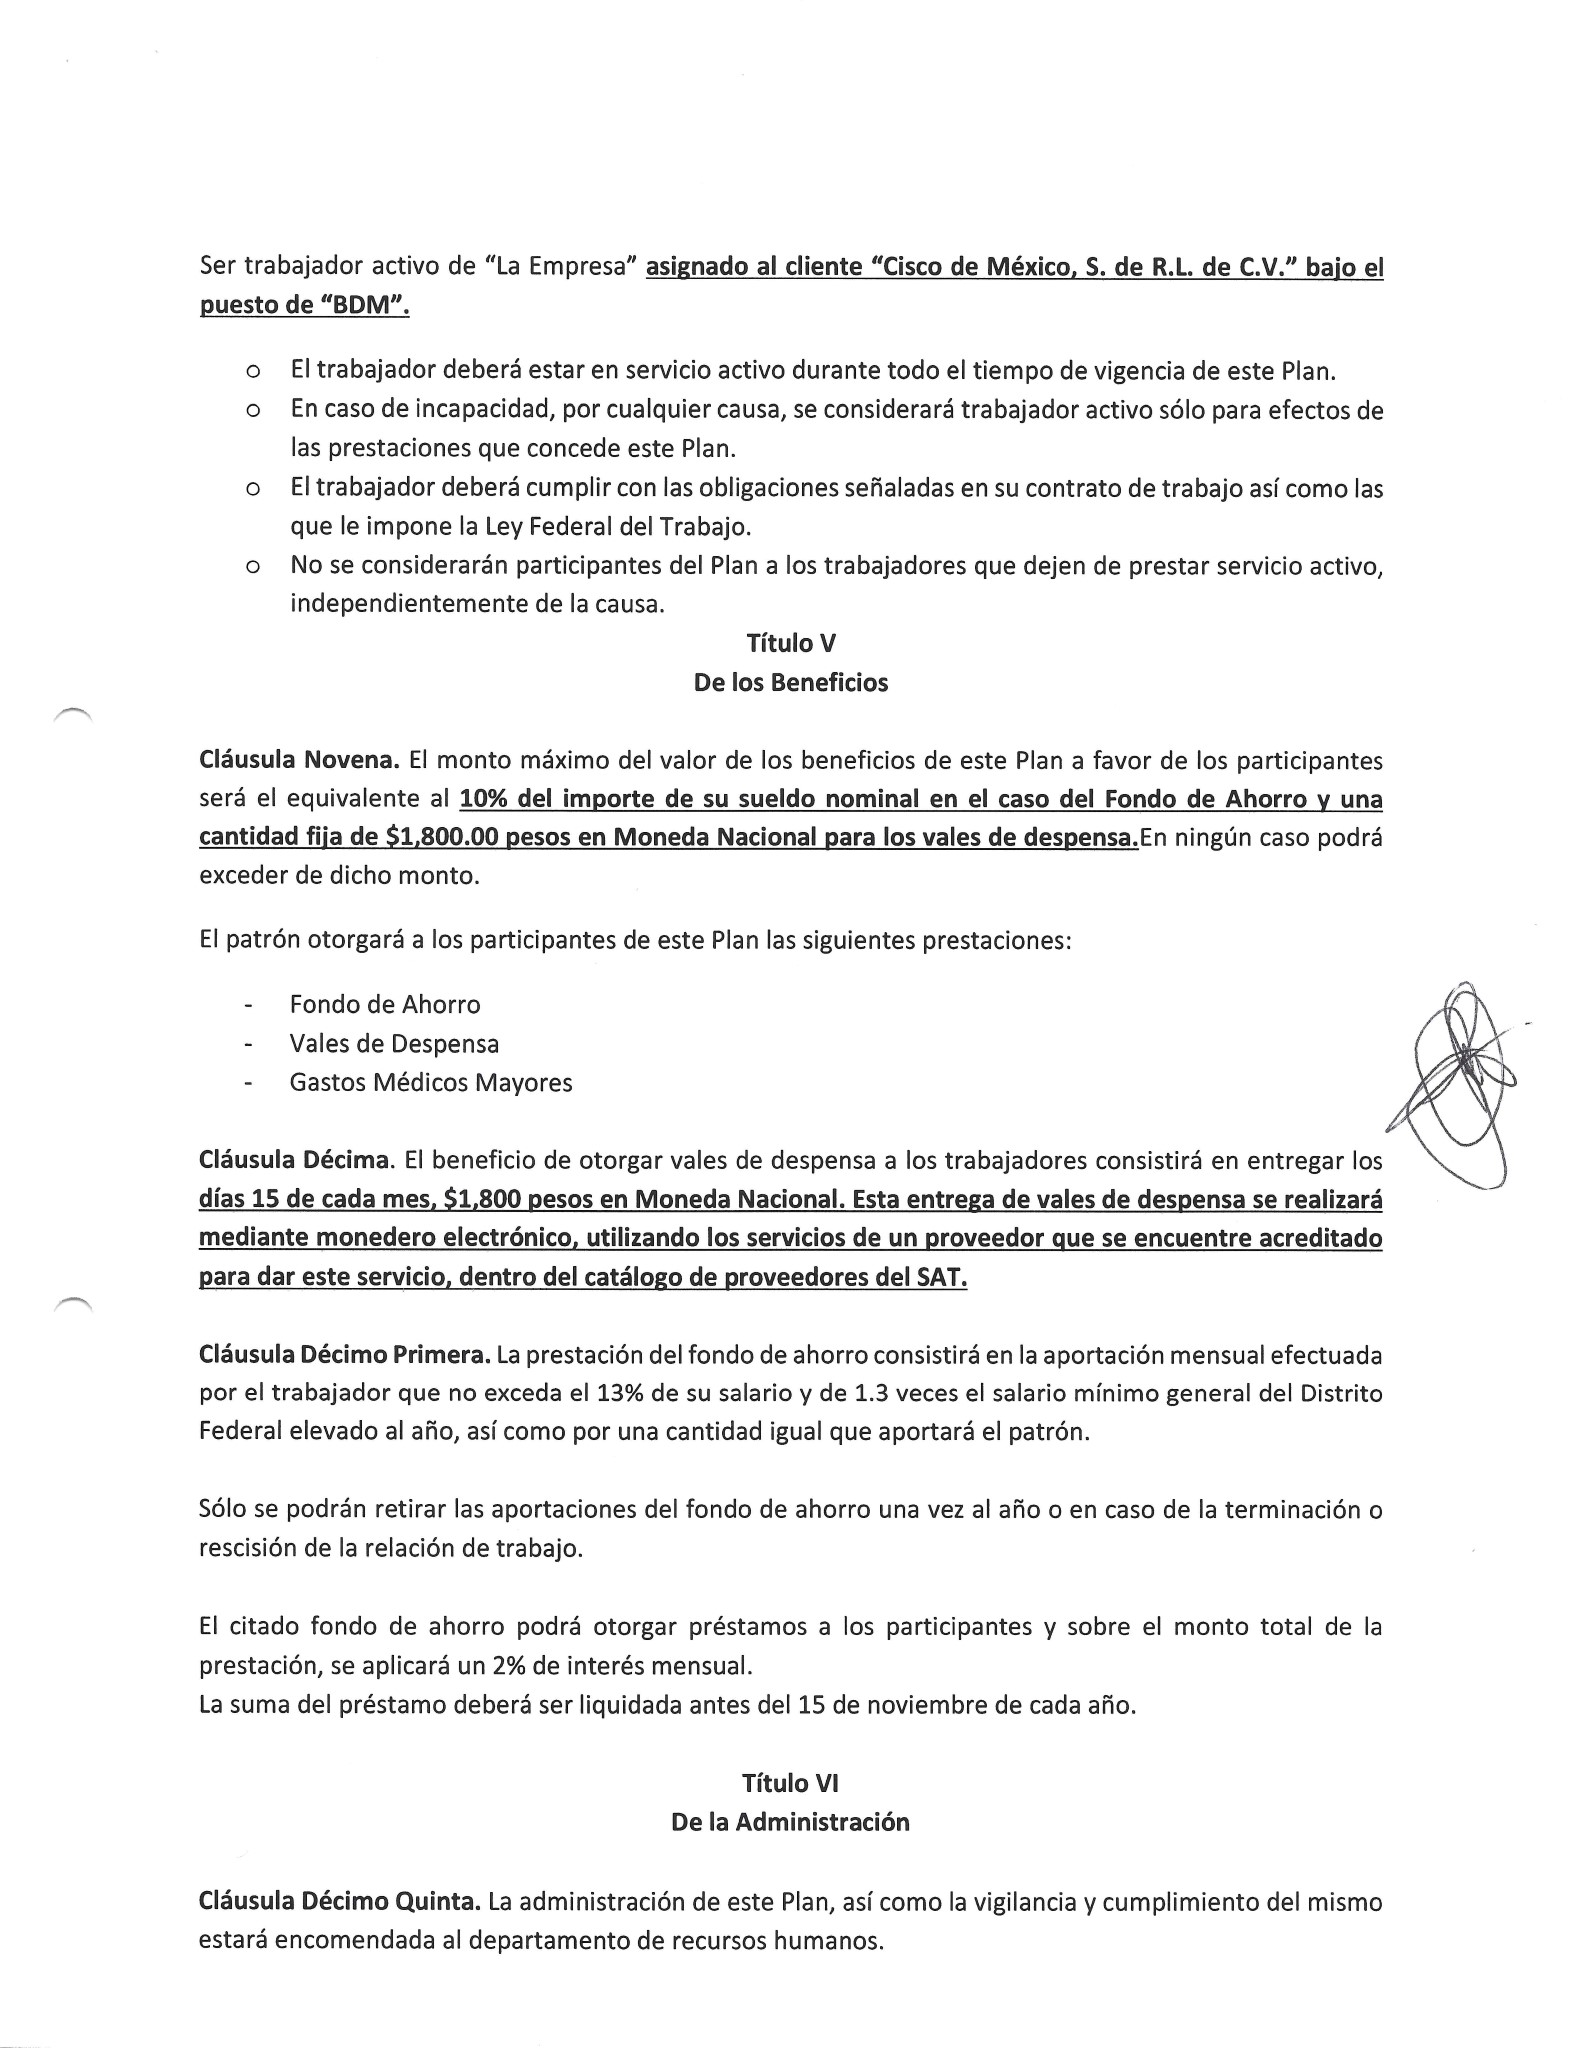 Ser trabajador activo de “La Empresa” asignado al cliente “Cisco de México, S. de R.L. de C.V.” bajo el
puesto de “BDM”.
o El trabajador deberá estar en servicio activo durante todo el tiempo de vigencia de este Plan.
o En caso de incapacidad, por cualquier causa, se considerará trabajador activo sólo para efectos de
las prestaciones que concede este Plan.
o El trabajador deberá cumplir con las obligaciones señaladas en su contrato de trabajo así como las
que le impone la Ley Federal del Trabajo.
o No se considerarán participantes del Plan a los trabajadores que dejen de prestar servicio activo,
independientemente de la causa.
Título V
De los Beneficios
Cláusula Novena. El monto máximo del valor de los beneficios de este Plan a favor de los participantes
será el equivalente al 10% del importe de su sueldo nominal en el caso del Fondo de Ahorro y una
cantidad fija de $1,800.00 pesos en Moneda Nacional para los vales de despensa.En ningún caso podrá
exceder de dicho monto.
El patrón otorgará a los participantes de este Plan las siguientes prestaciones:
- Fondo de Ahorro
- Vales de Despensa
- Gastos Médicos Mayores
Cláusula Décima. El beneficio de otorgar vales de despensa a los trabajadores consistirá en entregar los
días 15 de cada mes, $1,800 pesos en Moneda Nacional. Esta entrega de vales de despensa se realizará
mediante monedero electrónico, utilizando los servicios de un proveedor que se encuentre acreditado
para dar este servicio, dentro del catálogo de proveedores del SAT.
Cláusula Décimo Primera. La prestación del fondo de ahorro consistirá en la aportación mensual efectuada
por el trabajador que no exceda el 13% de su salario y de 1.3 veces el salario mínimo general del Distrito
Federal elevado al año, así como por una cantidad igual que aportará el patrón.
Sólo se podrán retirar las aportaciones del fondo de ahorro una vez al año o en caso de la terminación o
rescisión de la relación de trabajo.
El citado fondo de ahorro podrá otorgar préstamos a los participantes y sobre el monto total de la
prestación, se aplicará un 2% de interés mensual.
La suma del préstamo deberá ser liquidada antes del 15 de noviembre de cada año.
Título VI
De la Administración
Cláusula Décimo Quinta. La administración de este Plan, así como la vigilancia y cumplimiento del mismo
estará encomendada al departamento de recursos humanos.